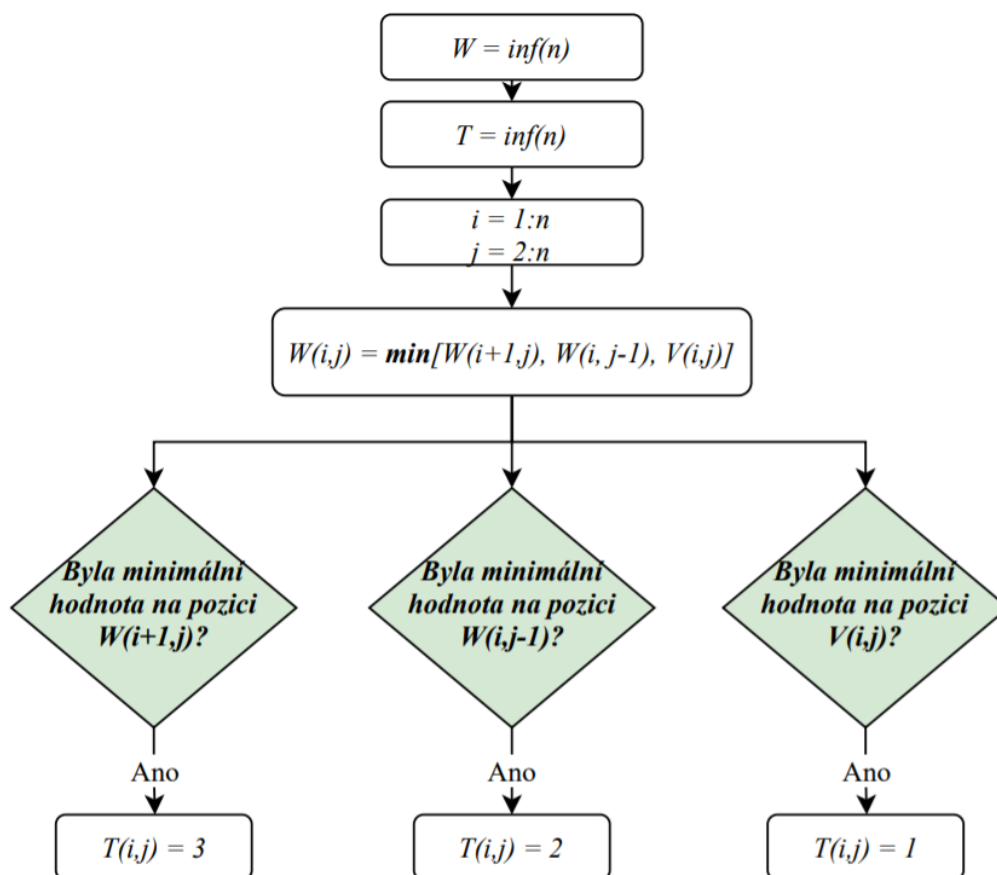 W = inf(n)
T = inf(n)
i = 1:n
j = 2:n
W(i,j) = min[W(i+1,j), W(i, j-1), V(i,j)]
Byla minimální
hodnota na pozici
W(i+1,j)?
Byla minimální
hodnota na pozici
W(i,j-1)?
Byla minimální
hodnota na pozici
V(i,j)?
Ano
Ano
Ano
T(i,j) = 3
T(i,j) = 2
T(i,j) = 1